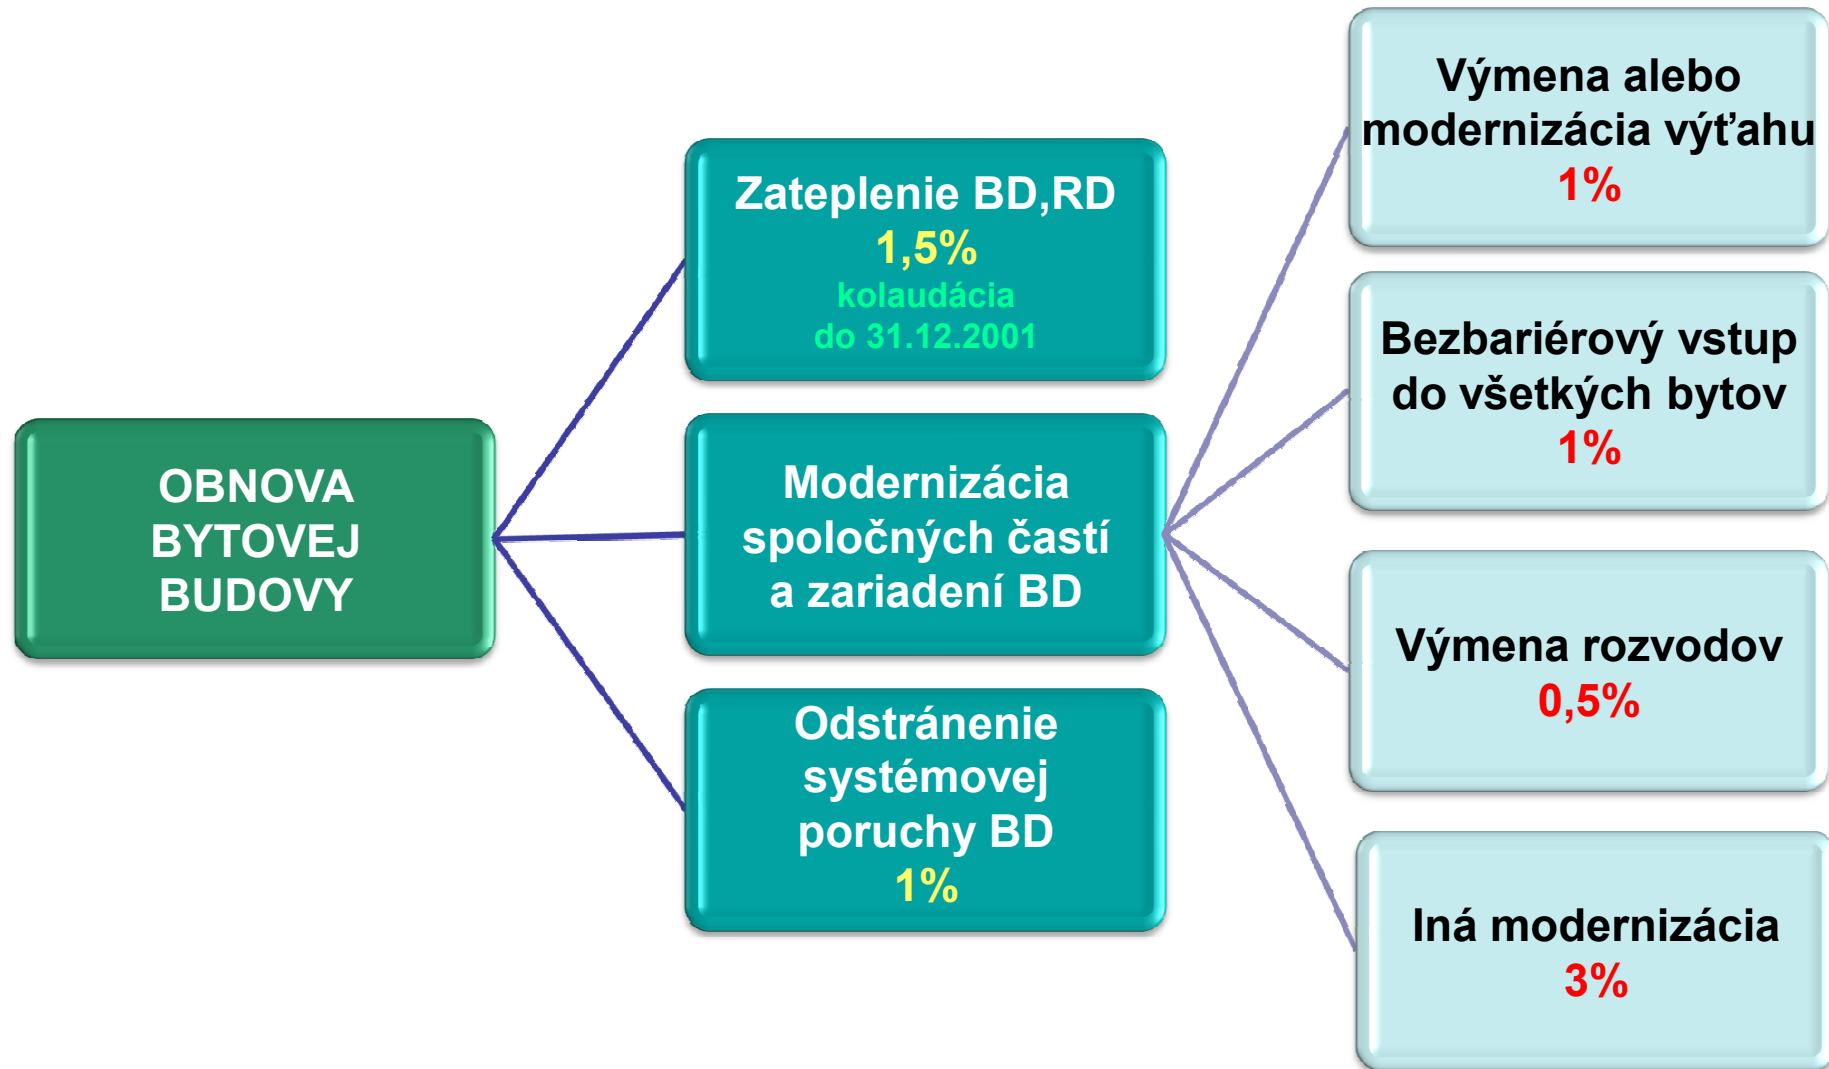 OBNOVA
BYTOVEJ
BUDOVY
Zateplenie BD,RD
1,5%
kolaudácia
do 31.12.2001
Modernizácia
spoločných častí
a zariadení BD
Odstránenie
systémovej
poruchy BD
1%
Výmena alebo
modernizácia výťahu
1%
Bezbariérový vstup
do všetkých bytov
1%
Výmena rozvodov
0,5%
Iná modernizácia
3%